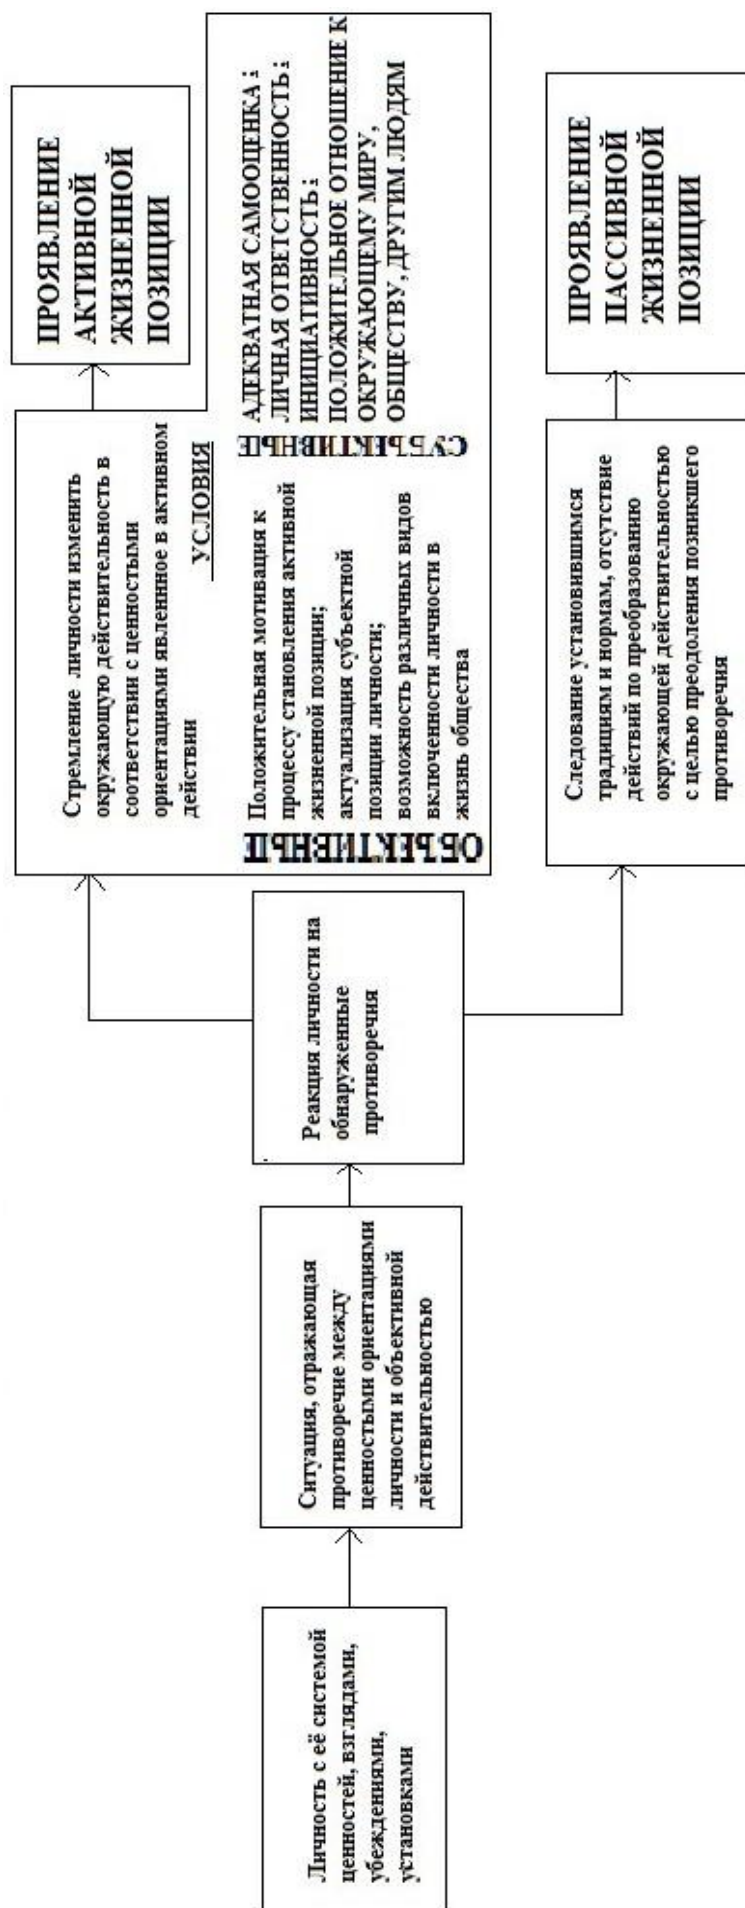 Личность с её системой
ценностей, взглядами,
убеждениями,
установками
Ситуация, отражающая
противоречие между
ценностыми ориентациями
личности и объективной
действительностью
Реакция личности на
обнаруженные
противоречия
Стремление личности изменить
окружающую действительность в
соответствии с ценностыми
ориентациями явленнное в активном
действии
УСЛОВИЯ
ОБЪЕКТИВНЫЕ
Положительная мотивация к
процессу становления активной
жизненной позиции;
актуализация субъектной
позиции личности;
возможность различных видов
включенности личности в
жизнь общества
СУБЪЕКТИВНЫЕ
АДЕКВАТНАЯ САМООЦЕНКА ;
ЛИЧНАЯ ОТВЕТСТВЕННОСТЬ ;
ИНИЦИАТИВНОСТЬ ;
ПОЛОЖИТЕЛЬНОЕ ОТНОШЕНИЕ К
ОКРУЖАЮЩЕМУ МИРУ,
ОБЩЕСТВУ, ДРУГИМ ЛЮДЯМ
ПРОЯВЛЕНИЕ
АКТИВНОЙ
ЖИЗНЕННОЙ
ПОЗИЦИИ
Следование установившимся
традициям и нормам, отсутствие
действий по преобразованию
окружающей действительностью
с целью преодоления позникшего
противоречия
ПРОЯВЛЕНИЕ
ПАССИВНОЙ
ЖИЗНЕННОЙ
ПОЗИЦИИ